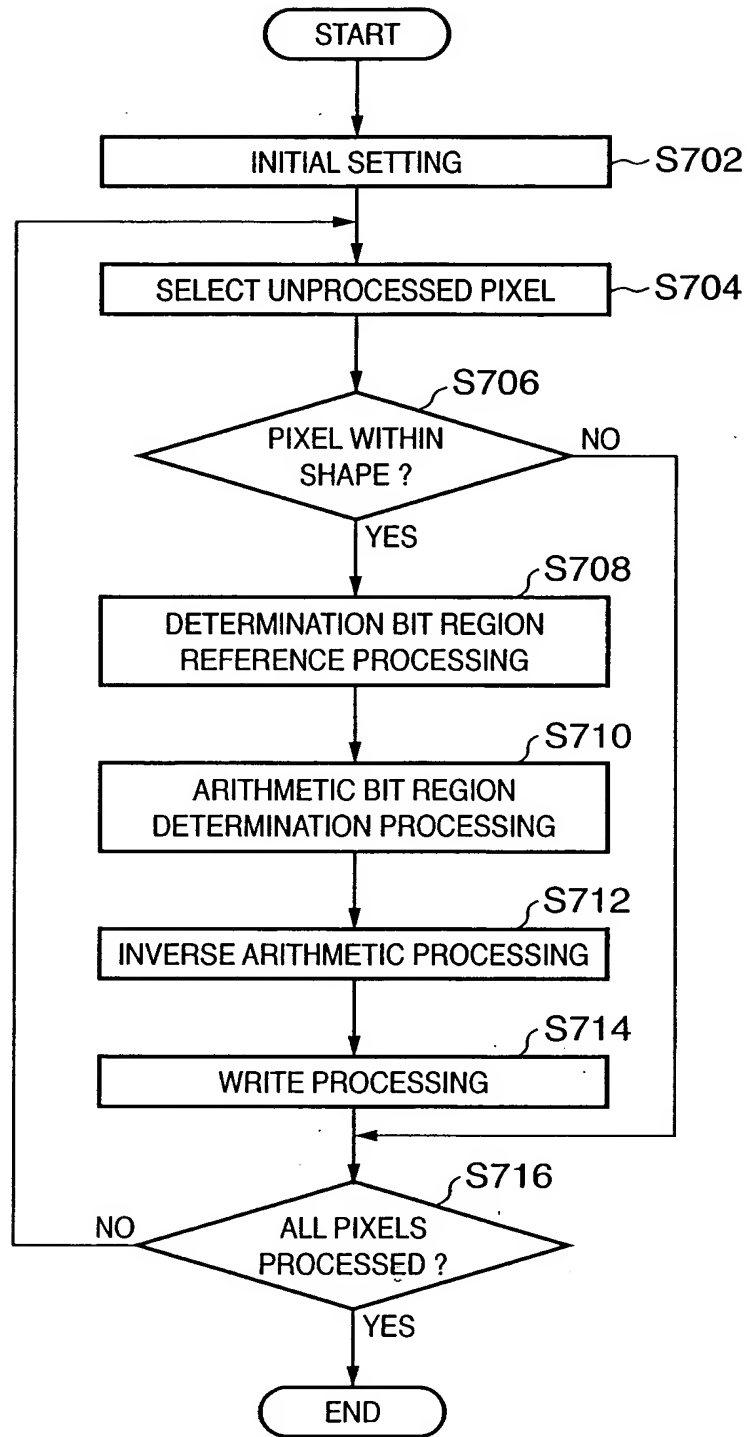 START
INITIAL SETTING
S702
SELECT UNPROCESSED PIXEL
S704
S706
PIXEL WITHIN
SHAPE ?
NO
YES
S708
DETERMINATION BIT REGION
REFERENCE PROCESSING
S710
ARITHMETIC BIT REGION
DETERMINATION PROCESSING
S712
INVERSE ARITHMETIC PROCESSING
S714
WRITE PROCESSING
S716
NO
ALL PIXELS
PROCESSED ?
YES
END